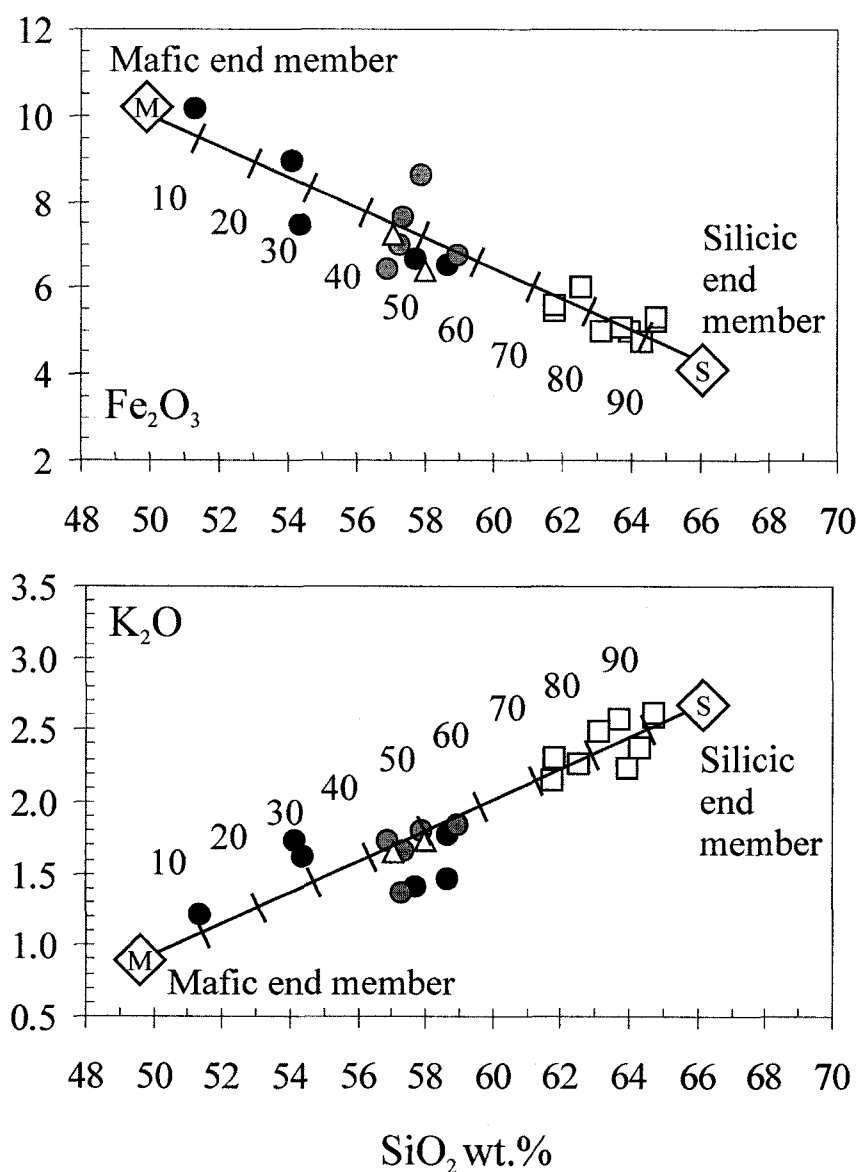 12
Mafic end member
M
10
8
10
20
30
40
50
60
70
80
90
Silicic
end
member
S
6
4
2
Fe₂O₃
48 50 52 54 56 58 60 62 64 66 68 70
3.5
K₂O
3.0
2.5
2.0
1.5
1.0
0.5
10
20
30
40
50
60
70
80
90
S
Silicic
end
member
M
Mafic end member
48 50 52 54 56 58 60 62 64 66 68 70
SiO₂ wt.%